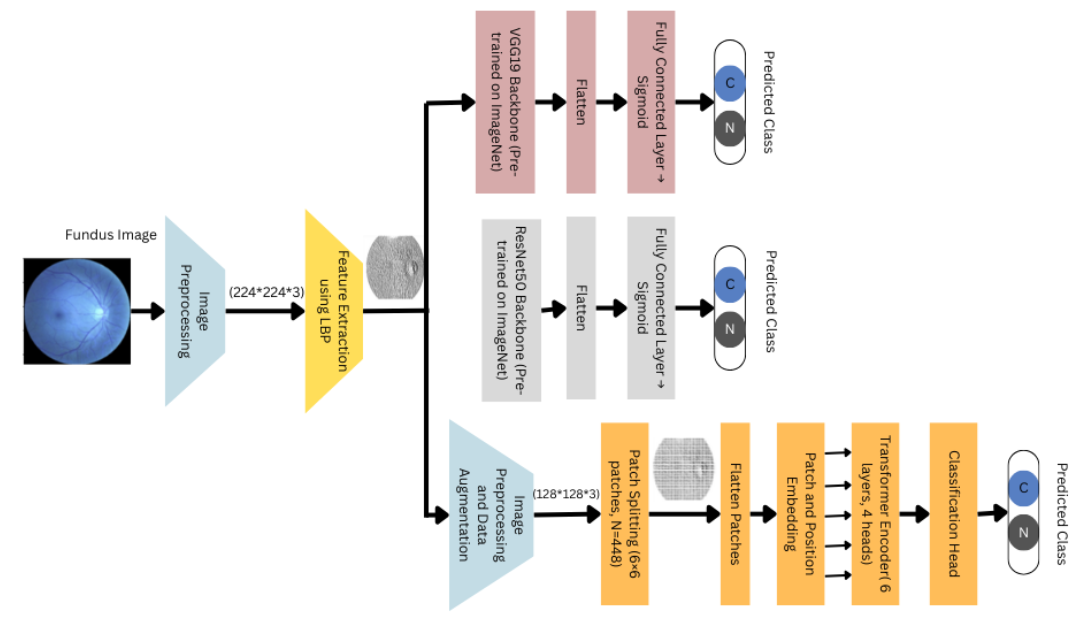 Fundus Image
Image
Preprocessing
(224*224*3)
Feature Extraction
using LBP
VGG19 Backbone (Pre-
trained on ImageNet)
Flatten
Fully Connected Layer →
Sigmoid
C
N
Predicted Class
ResNet50 Backbone (Pre-
trained on ImageNet)
Flatten
Fully Connected Layer →
Sigmoid
C
N
Predicted Class
Image
Preprocessing
and Data
Augmentation
(128*128*3)
Patch Splitting (6×6
patches, N=448)
Flatten Patches
Patch and Position
Embedding
Transformer Encoder( 6
layers, 4 heads)
Classification Head
C
N
Predicted Class